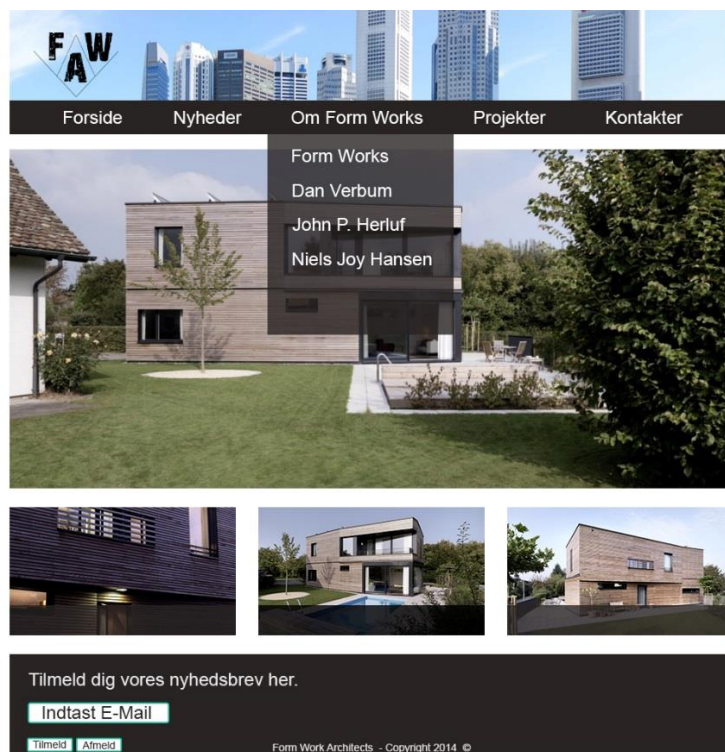 FAW
Forside Nyheder Om Form Works Projekter Kontakter
Form Works
Dan Verbum
John P. Herluf
Niels Joy Hansen
Tilmeld dig vores nyhedsbrev her.
Indtast E-Mail
Tilmeld Afmeld
Form Work Architects - Copyright 2014 ©